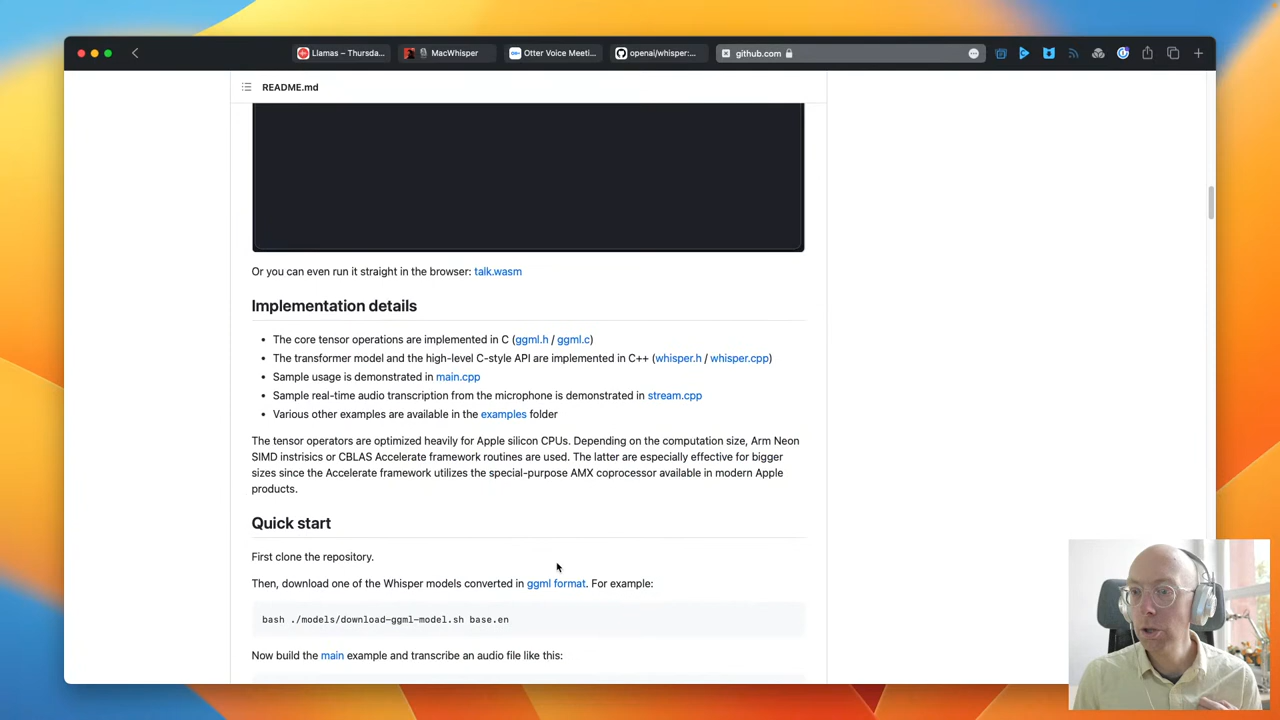 Llamas – Thursda...
MacWhisper
Otter Voice Meeti...
openai/whisper:...
github.com
README.md
Or you can even run it straight in the browser: talk.wasm
Implementation details
• The core tensor operations are implemented in C (ggml.h / ggml.c)
• The transformer model and the high-level C-style API are implemented in C++ (whisper.h / whisper.cpp)
• Sample usage is demonstrated in main.cpp
• Sample real-time audio transcription from the microphone is demonstrated in stream.cpp
• Various other examples are available in the examples folder
The tensor operators are optimized heavily for Apple silicon CPUs. Depending on the computation size, Arm Neon
SIMD instrisics or CBLAS Accelerate framework routines are used. The latter are especially effective for bigger
sizes since the Accelerate framework utilizes the special-purpose AMX coprocessor available in modern Apple
products.
Quick start
First clone the repository.
Then, download one of the Whisper models converted in ggml format. For example:
bash ./models/download-ggml-model.sh base.en
Now build the main example and transcribe an audio file like this: